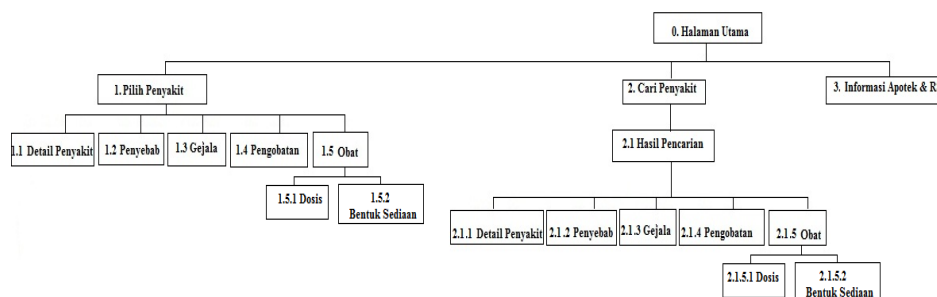 0. Halaman Utama
1. Pilih Penyakit
2. Cari Penyakit
3. Informasi Apotek & R
1.1 Detail Penyakit
1.2 Penyebab
1.3 Gejala
1.4 Pengobatan
1.5 Obat
2.1 Hasil Pencarian
1.5.1 Dosis
1.5.2
Bentuk Sediaan
2.1.1 Detail Penyakit
2.1.2 Penyebab
2.1.3 Gejala
2.1.4 Pengobatan
2.1.5 Obat
2.1.5.1 Dosis
2.1.5.2
Bentuk Sediaan